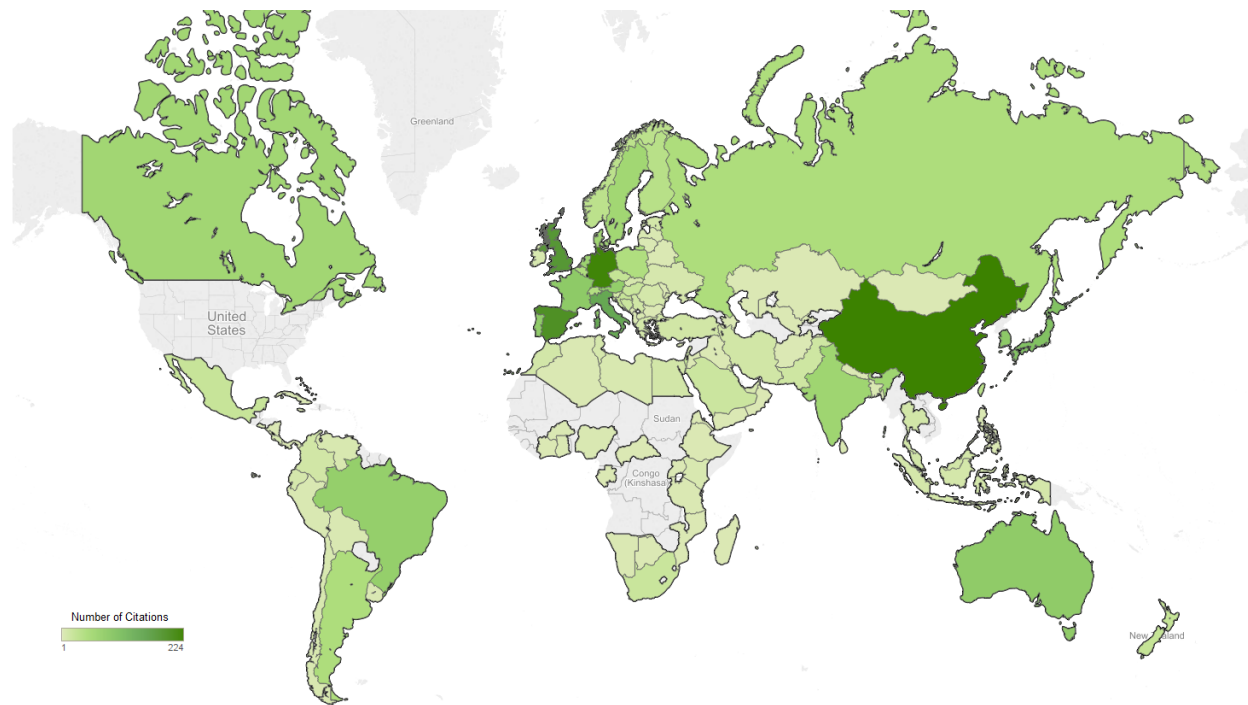 Greenland
United
States
Sudan
Congo
(Kinshasa)
Number of Citations
1 224
New Zealand